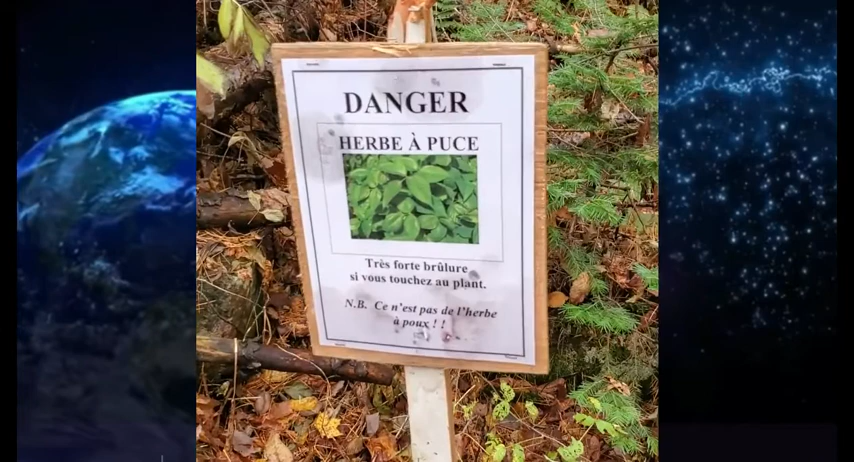 DANGER
HERBE À PUCE
Très forte brûlure
si vous touchez au plant.
N.B. Ce n'est pas de l'herbe
à poux ! !